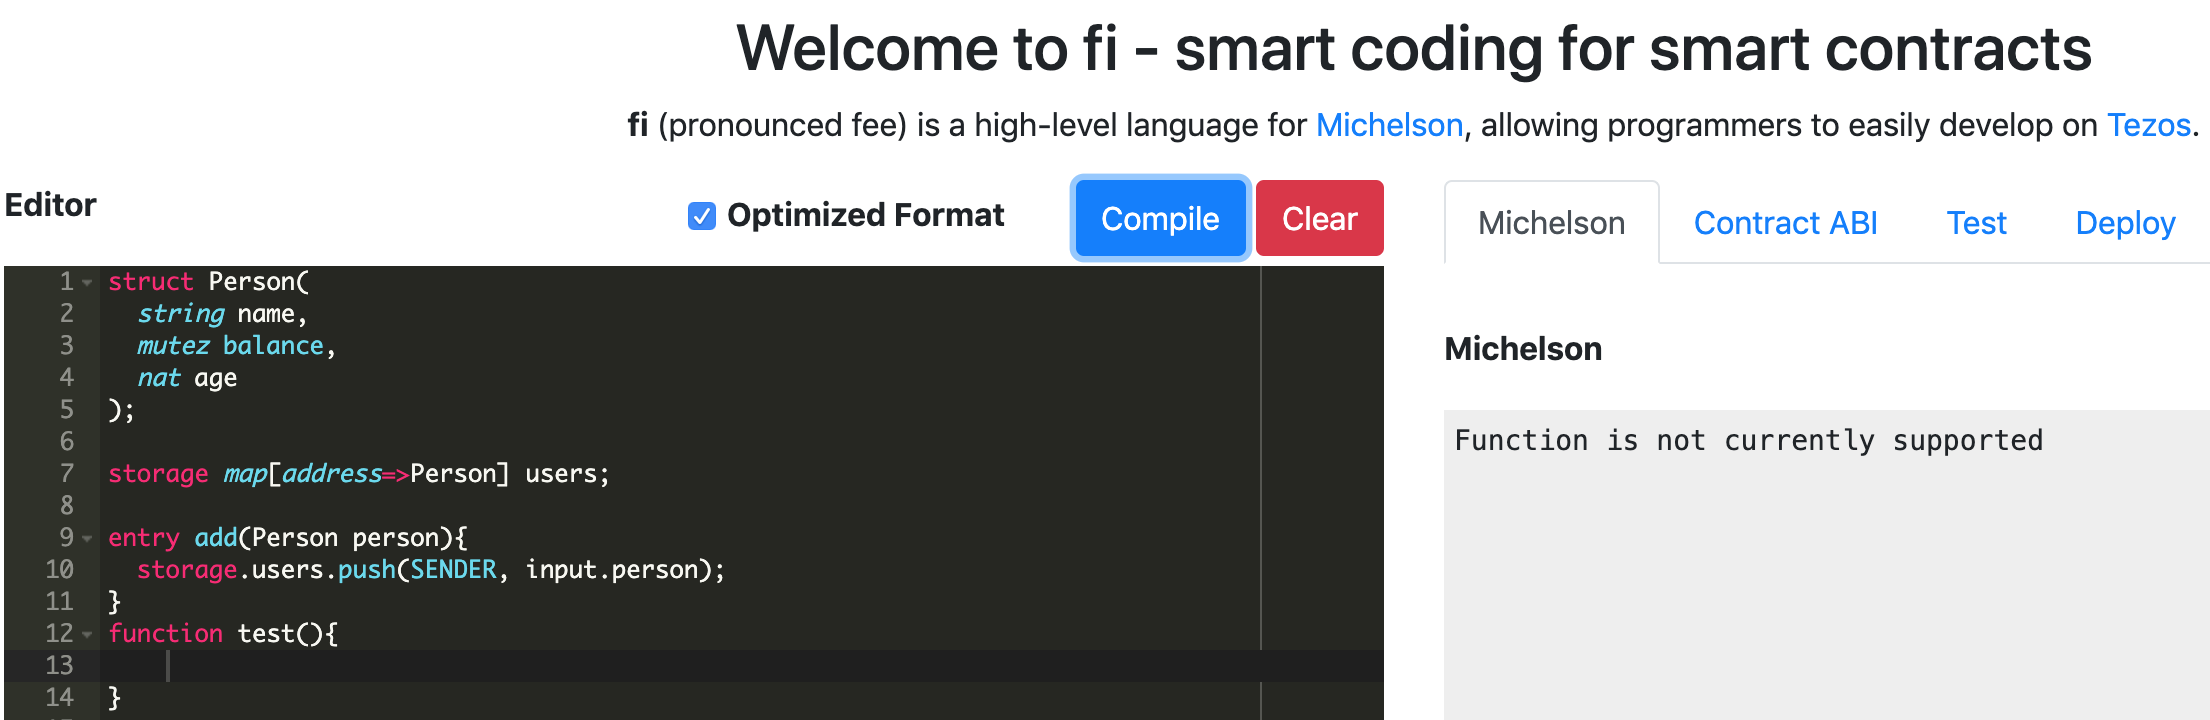 Welcome to fi - smart coding for smart contracts
fi (pronounced fee) is a high-level language for Michelson, allowing programmers to easily develop on Tezos.
Editor
Optimized Format
Compile
Clear
1 struct Person(
2 string name,
3 mutez balance,
4 nat age
5 );
6
7 storage map[address=>Person] users;
8
9 entry add(Person person){
10 storage.users.push(SENDER, input.person);
11 }
12 function test(){
13
14 }
Michelson
Contract ABI
Test
Deploy
Michelson
Function is not currently supported